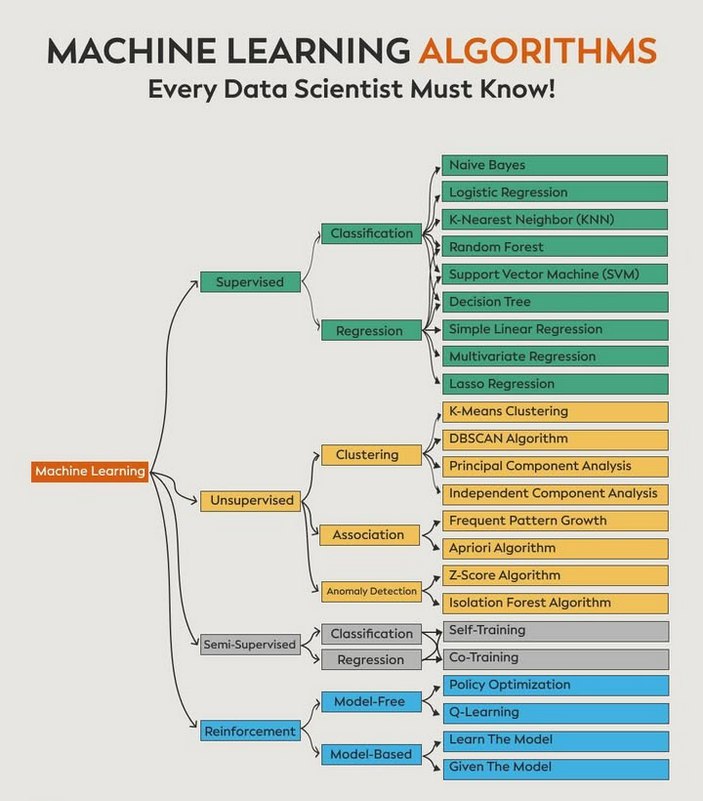 MACHINE LEARNING ALGORITHMS
Every Data Scientist Must Know!
Machine Learning
Supervised
Classification
Naive Bayes
Logistic Regression
K-Nearest Neighbor (KNN)
Random Forest
Support Vector Machine (SVM)
Decision Tree
Regression
Simple Linear Regression
Multivariate Regression
Lasso Regression
Unsupervised
Clustering
K-Means Clustering
DBSCAN Algorithm
Principal Component Analysis
Independent Component Analysis
Association
Frequent Pattern Growth
Apriori Algorithm
Anomaly Detection
Z-Score Algorithm
Isolation Forest Algorithm
Semi-Supervised
Classification
Regression
Self-Training
Co-Training
Reinforcement
Model-Free
Policy Optimization
Q-Learning
Model-Based
Learn The Model
Given The Model